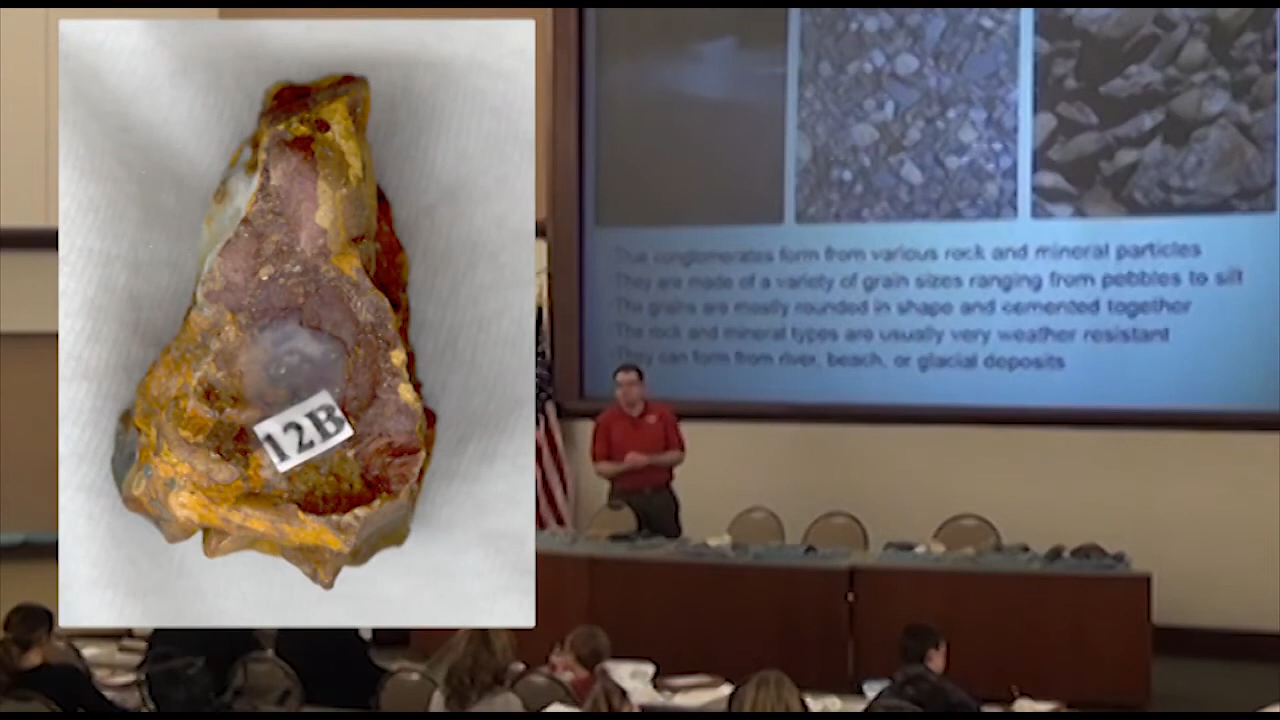 12B
True conglomerates form from various rock and mineral particles
They are made of a variety of grain sizes ranging from pebbles to silt
The grains are mostly rounded in shape and cemented together
The rock and mineral types are usually very weather resistant
They can form from river, beach, or glacial deposits